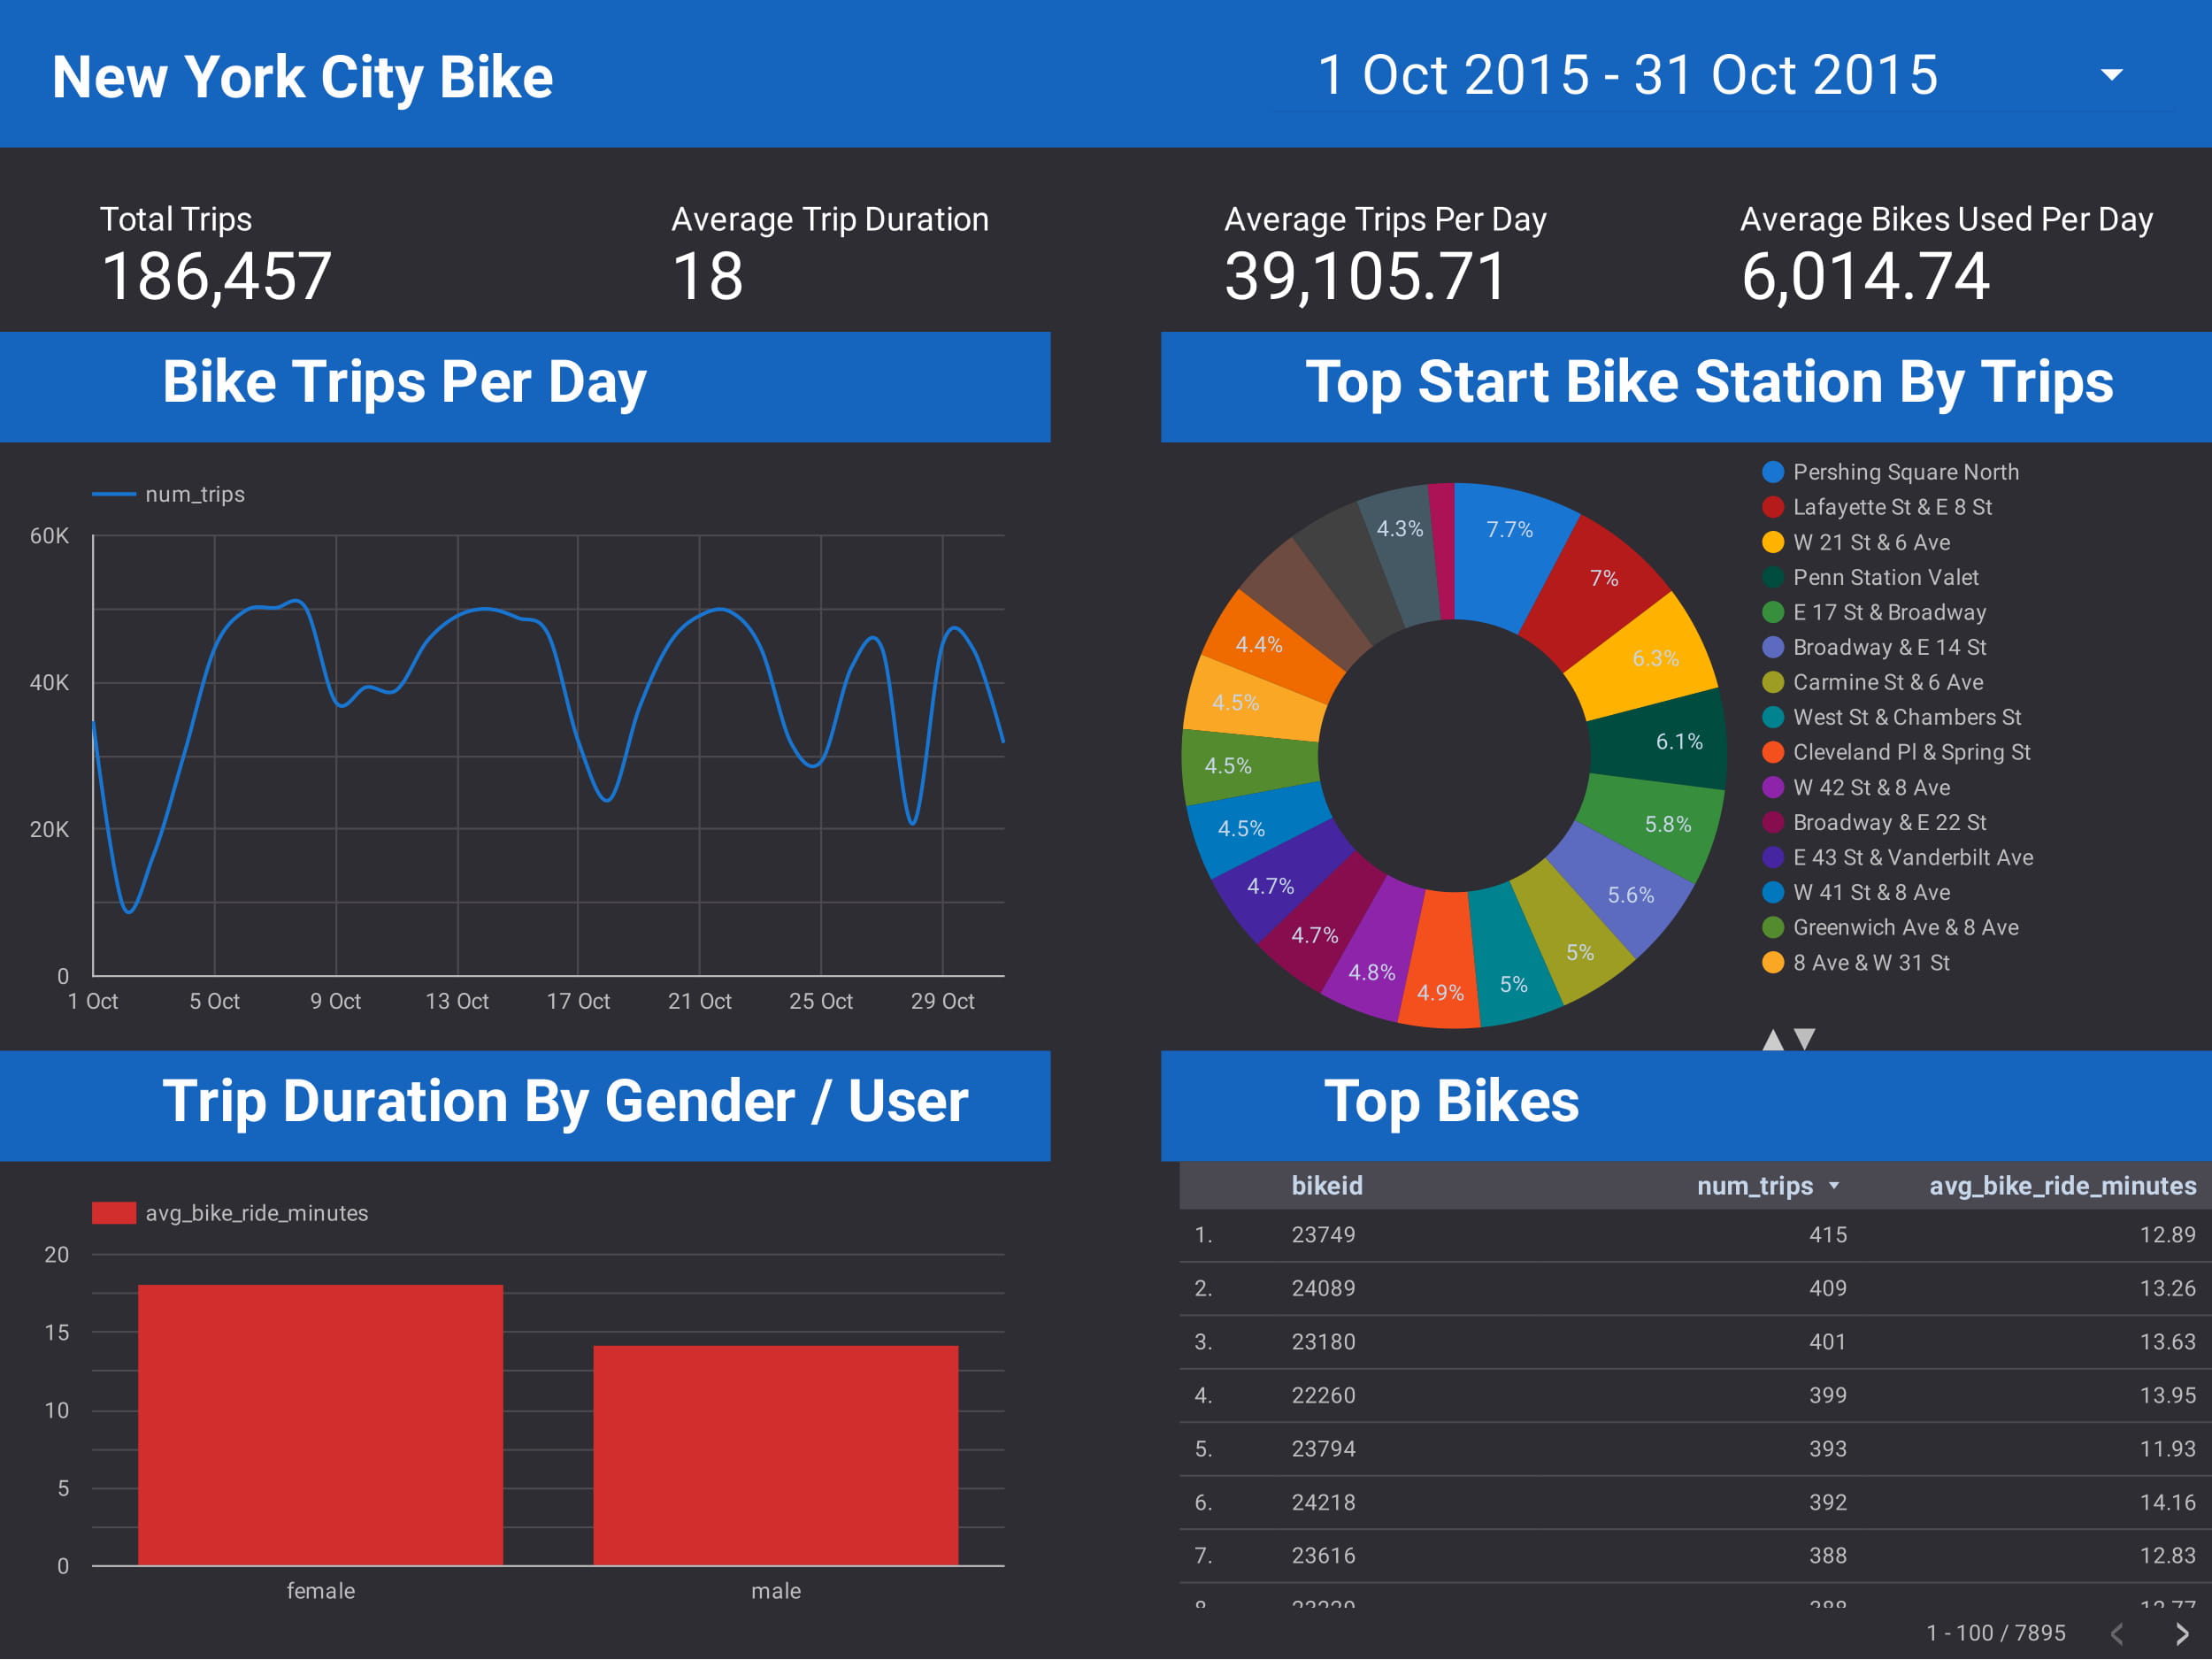 New York City Bike
1 Oct 2015 - 31 Oct 2015
Total Trips
186,457
Average Trip Duration
18
Average Trips Per Day
39,105.71
Average Bikes Used Per Day
6,014.74
Bike Trips Per Day
num_trips
60K
40K
20K
0
1 Oct 5 Oct 9 Oct 13 Oct 17 Oct 21 Oct 25 Oct 29 Oct
Top Start Bike Station By Trips
7.7%
7%
6.3%
6.1%
5.8%
5.6%
5%
5%
4.9%
4.8%
4.7%
4.7%
4.5%
4.5%
4.5%
4.4%
4.3%
Pershing Square North
Lafayette St & E 8 St
W 21 St & 6 Ave
Penn Station Valet
E 17 St & Broadway
Broadway & E 14 St
Carmine St & 6 Ave
West St & Chambers St
Cleveland Pl & Spring St
W 42 St & 8 Ave
Broadway & E 22 St
E 43 St & Vanderbilt Ave
W 41 St & 8 Ave
Greenwich Ave & 8 Ave
8 Ave & W 31 St
Trip Duration By Gender / User
avg_bike_ride_minutes
20
15
10
5
0
female male
Top Bikes
bikeid num_trips avg_bike_ride_minutes
1. 23749 415 12.89
2. 24089 409 13.26
3. 23180 401 13.63
4. 22260 399 13.95
5. 23794 393 11.93
6. 24218 392 14.16
7. 23616 388 12.83
1 - 100 / 7895